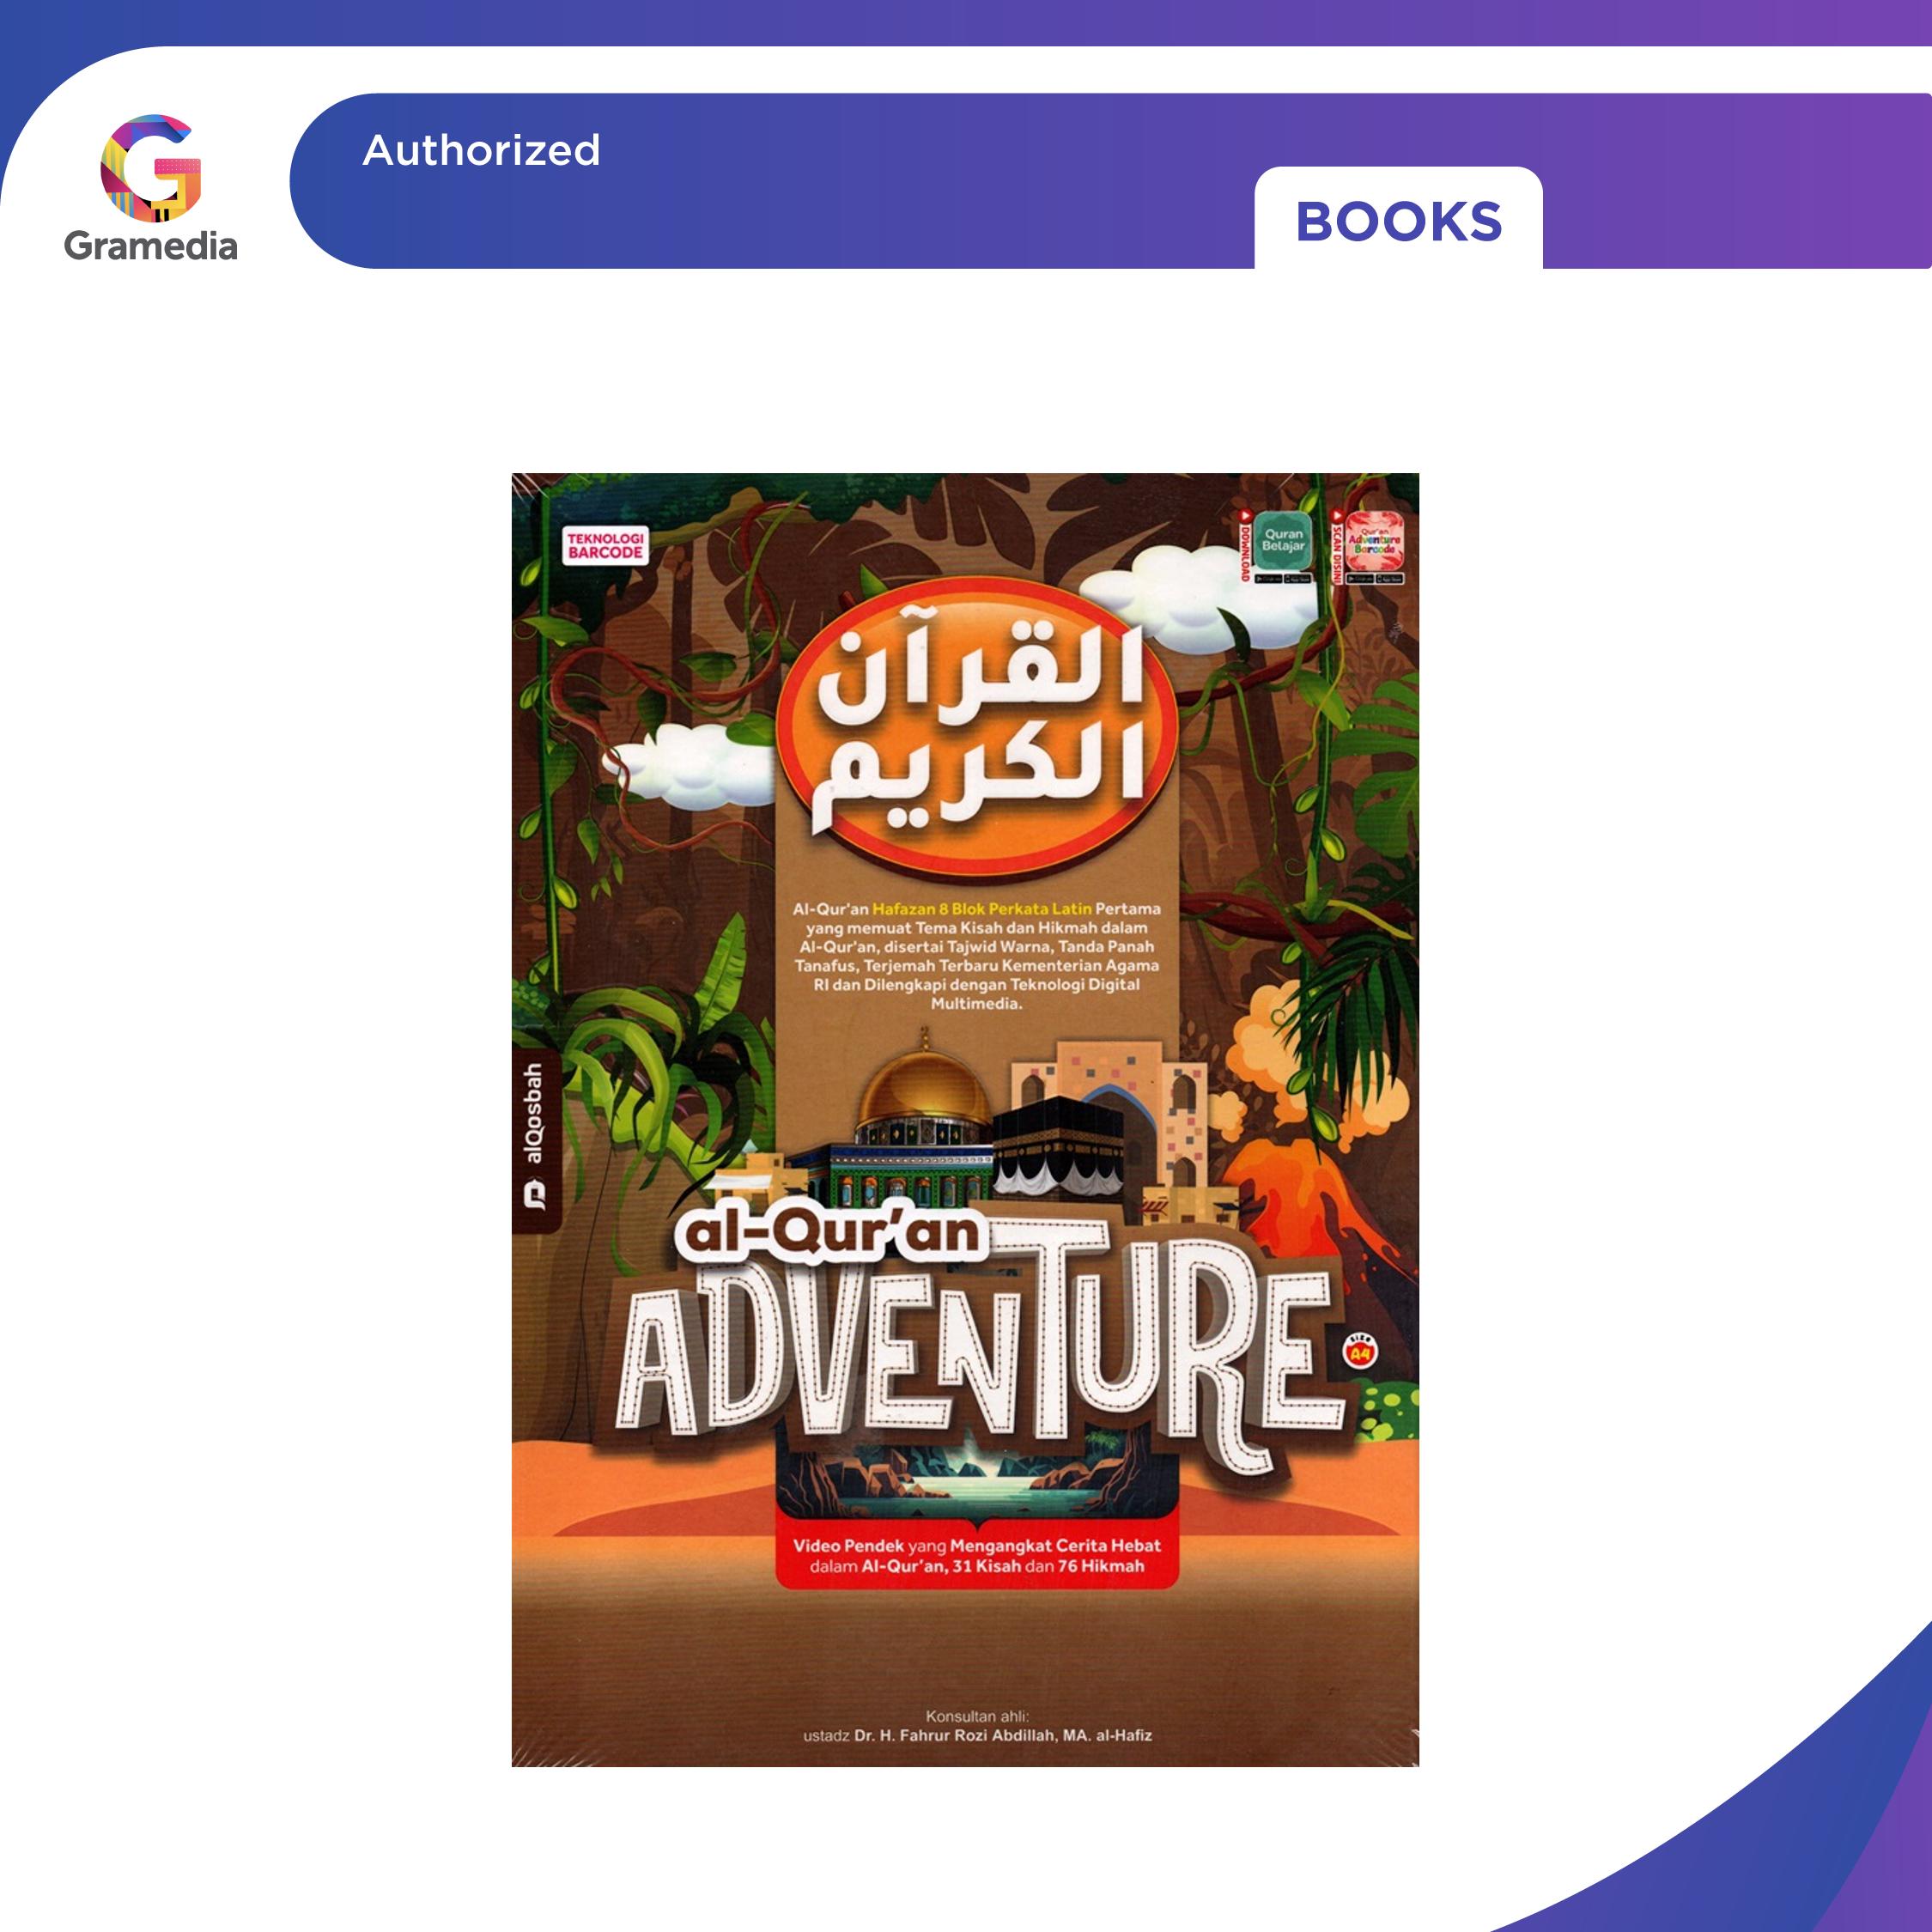 Gramedia
Authorized
BOOKS
TEKNOLOGI
BARCODE
DOWNLOAD
Quran
Belajar
SCAN DISINI
Qur'an
Adventure
Barcode
القرآن
الكريم
Al-Qur'an Hafazan 8 Blok Perkata Latin Pertama
yang memuat Tema Kisah dan Hikmah dalam
Al-Qur'an, disertai Tajwid Warna, Tanda Panah
Tanafus, Terjemah Terbaru Kementerian Agama
RI dan Dilengkapi dengan Teknologi Digital
Multimedia.
alQosbah
al-Qur'an
ADVENTURE
SIZE
A4
Video Pendek yang Mengangkat Cerita Hebat
dalam Al-Qur'an, 31 Kisah dan 76 Hikmah
Konsultan ahli:
ustadz Dr. H. Fahrur Rozi Abdillah, MA. al-Hafiz